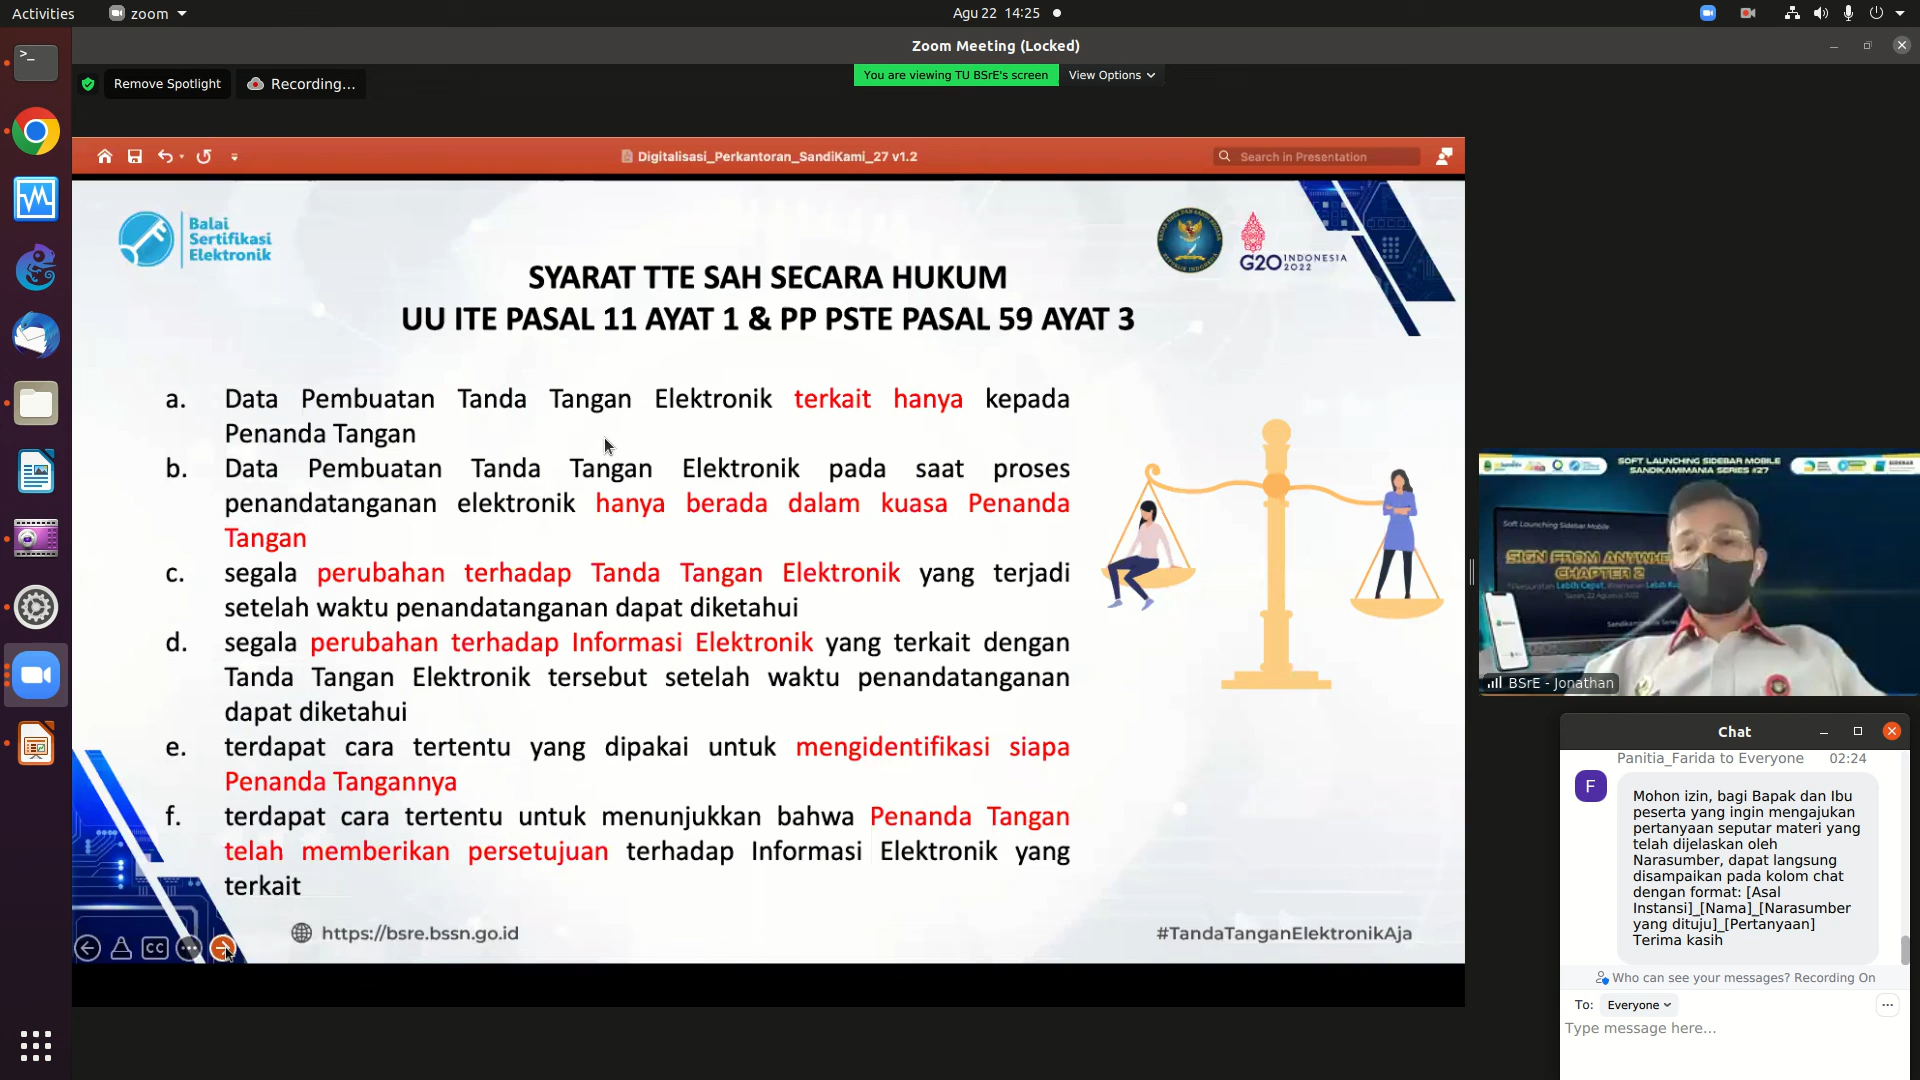 Activities
zoom
Agu 22 14:25
Zoom Meeting (Locked)
Remove Spotlight
Recording...
You are viewing TU BSrE's screen
View Options
Digitalisasi_Perkantoran_SandiKami_27 v1.2
Search in Presentation
Balai
Sertifikasi
Elektronik
G20 INDONESIA
2022
SYARAT TTE SAH SECARA HUKUM
UU ITE PASAL 11 AYAT 1 & PP PSTE PASAL 59 AYAT 3
a. Data Pembuatan Tanda Tangan Elektronik terkait hanya kepada
Penanda Tangan
b. Data Pembuatan Tanda Tangan Elektronik pada saat proses
penandatanganan elektronik hanya berada dalam kuasa Penanda
Tangan
c. segala perubahan terhadap Tanda Tangan Elektronik yang terjadi
setelah waktu penandatanganan dapat diketahui
d. segala perubahan terhadap Informasi Elektronik yang terkait dengan
Tanda Tangan Elektronik tersebut setelah waktu penandatanganan
dapat diketahui
e. terdapat cara tertentu yang dipakai untuk mengidentifikasi siapa
Penanda Tangannya
f. terdapat cara tertentu untuk menunjukkan bahwa Penanda Tangan
telah memberikan persetujuan terhadap Informasi Elektronik yang
terkait
https://bsre.bssn.go.id
#TandaTanganElektronikAja
CC
SOFT LAUNCHING SIDEBAR MOBILE
SANDIKAMIMANIA SERIES #27
Soft Launching Sidebar Mobile
SIGN FROM ANYWHE
CHAPTER 2
BSrE - Jonathan
Chat
Panitia_Farida to Everyone 02:24
F
Mohon izin, bagi Bapak dan Ibu
peserta yang ingin mengajukan
pertanyaan seputar materi yang
telah dijelaskan oleh
Narasumber, dapat langsung
disampaikan pada kolom chat
dengan format: [Asal
Instansi]_[Nama]_[Narasumber
yang dituju]_[Pertanyaan]
Terima kasih
Who can see your messages? Recording On
To: Everyone
Type message here...